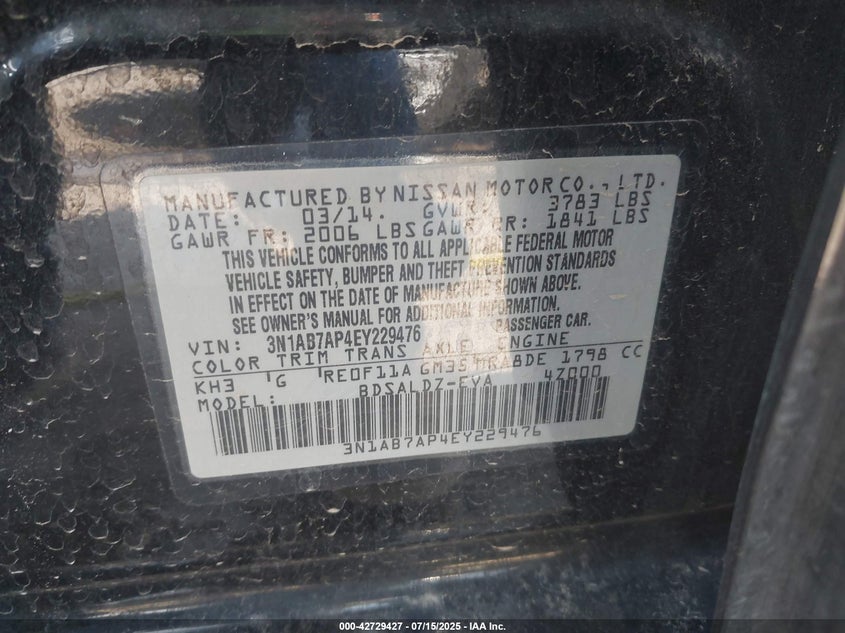 MANUFACTURED BY NISSAN MOTOR CO., LTD.
DATE: 03/14. GVWR: 3783 LBS
GAWR FR: 2006 LBS GAWR RR: 1841 LBS
THIS VEHICLE CONFORMS TO ALL APPLICABLE FEDERAL MOTOR
VEHICLE SAFETY, BUMPER AND THEFT PREVENTION STANDARDS
IN EFFECT ON THE DATE OF MANUFACTURE SHOWN ABOVE.
SEE OWNER'S MANUAL FOR ADDITIONAL INFORMATION.
VIN: 3N1AB7AP4EY229476 PASSENGER CAR.
COLOR TRIM TRANS AXLE ENGINE
KH3 G RE0F11A GM35 MRA8DE 1798 CC
MODEL: BDSALDZ-EVA 4Z000
3N1AB7AP4EY229476
000-42729427 / 07/15/2025 - IAA Inc.